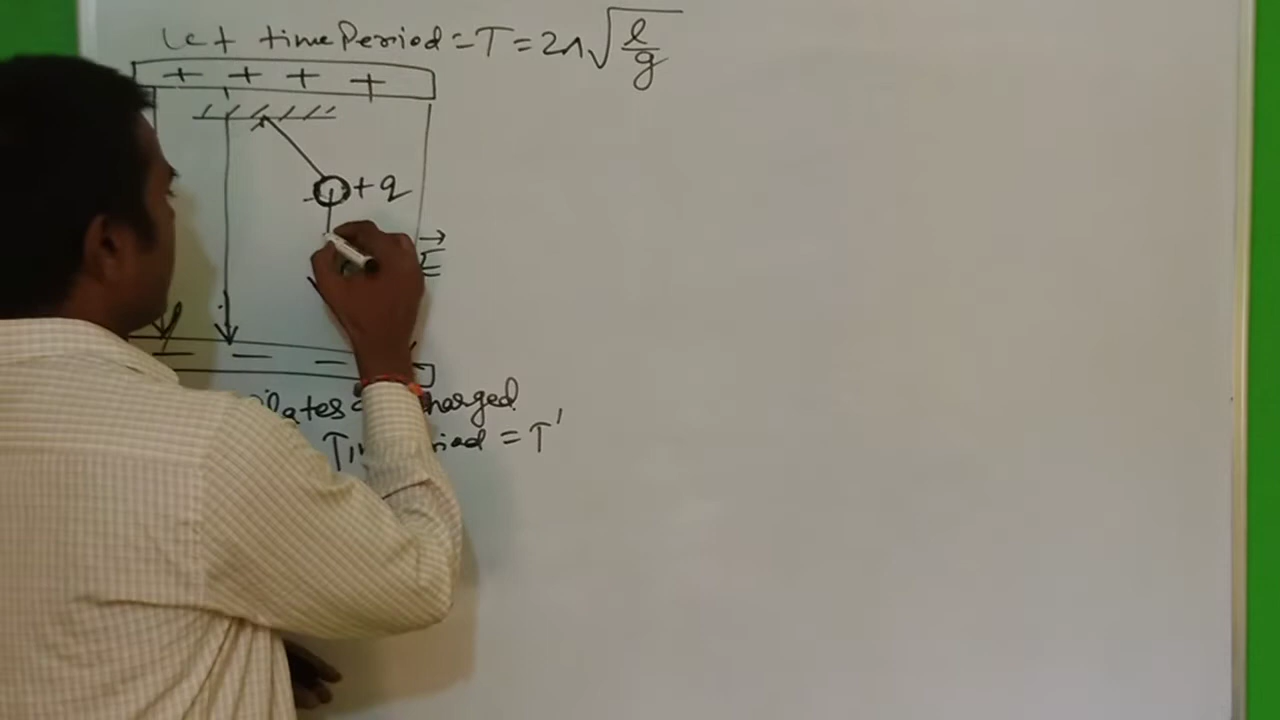 Let time Period = T = 2π√(l/g)
+ + + +
+ q
→
E
— — —
plates charged
Time Period = T'